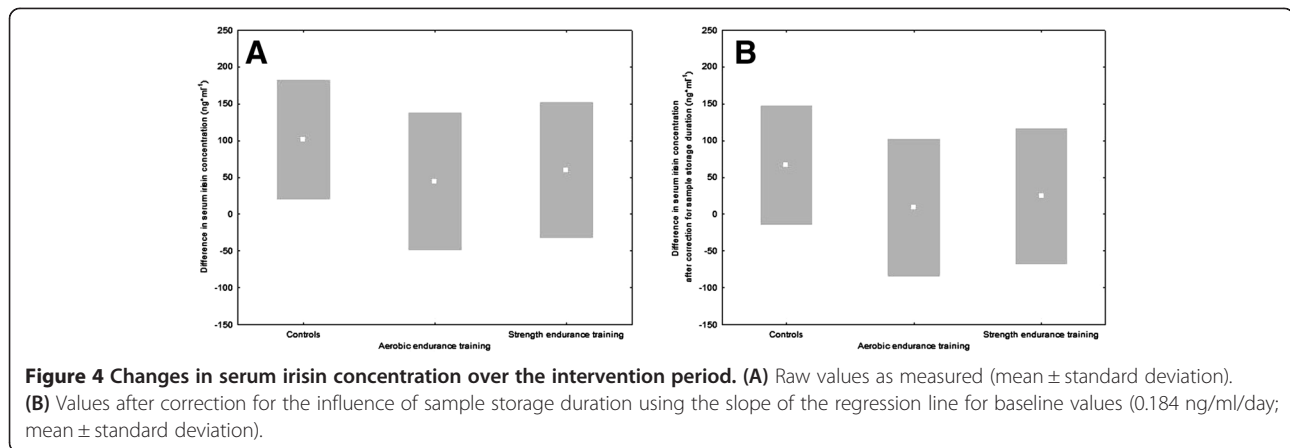 A
250
200
150
100
50
0
-50
-100
-150
Difference in serum irisin concentration (ng*ml-1)
Controls
Aerobic endurance training
Strength endurance training
B
250
200
150
100
50
0
-50
-100
-150
Difference in serum irisin concentration
after correction for sample storage duration (ng*ml-1)
Controls
Aerobic endurance training
Strength endurance training
Figure 4 Changes in serum irisin concentration over the intervention period. (A) Raw values as measured (mean ± standard deviation).
(B) Values after correction for the influence of sample storage duration using the slope of the regression line for baseline values (0.184 ng/ml/day;
mean ± standard deviation).